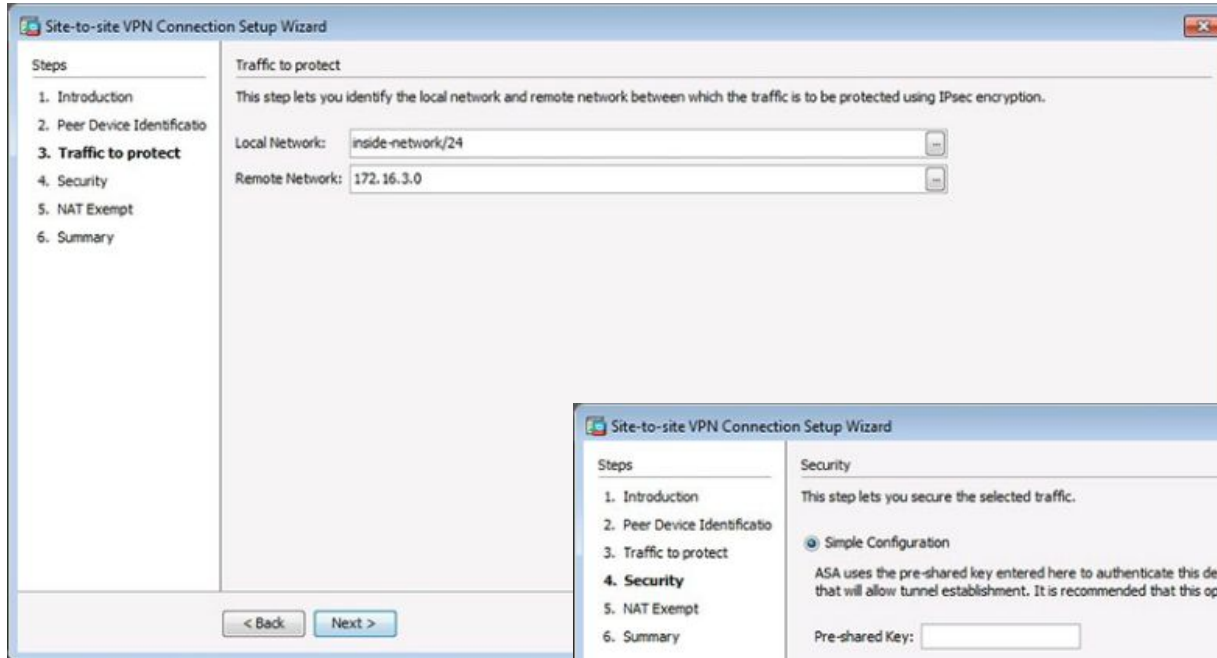 Site-to-site VPN Connection Setup Wizard
Steps
1. Introduction
2. Peer Device Identificatio
3. Traffic to protect
4. Security
5. NAT Exempt
6. Summary
Traffic to protect
This step lets you identify the local network and remote network between which the traffic is to be protected using IPsec encryption.
Local Network: inside-network/24 ...
Remote Network: 172.16.3.0 ...
< Back Next >
Site-to-site VPN Connection Setup Wizard
Steps
1. Introduction
2. Peer Device Identificatio
3. Traffic to protect
4. Security
5. NAT Exempt
6. Summary
Security
This step lets you secure the selected traffic.
Simple Configuration
ASA uses the pre-shared key entered here to authenticate this de
that will allow tunnel establishment. It is recommended that this op
Pre-shared Key: